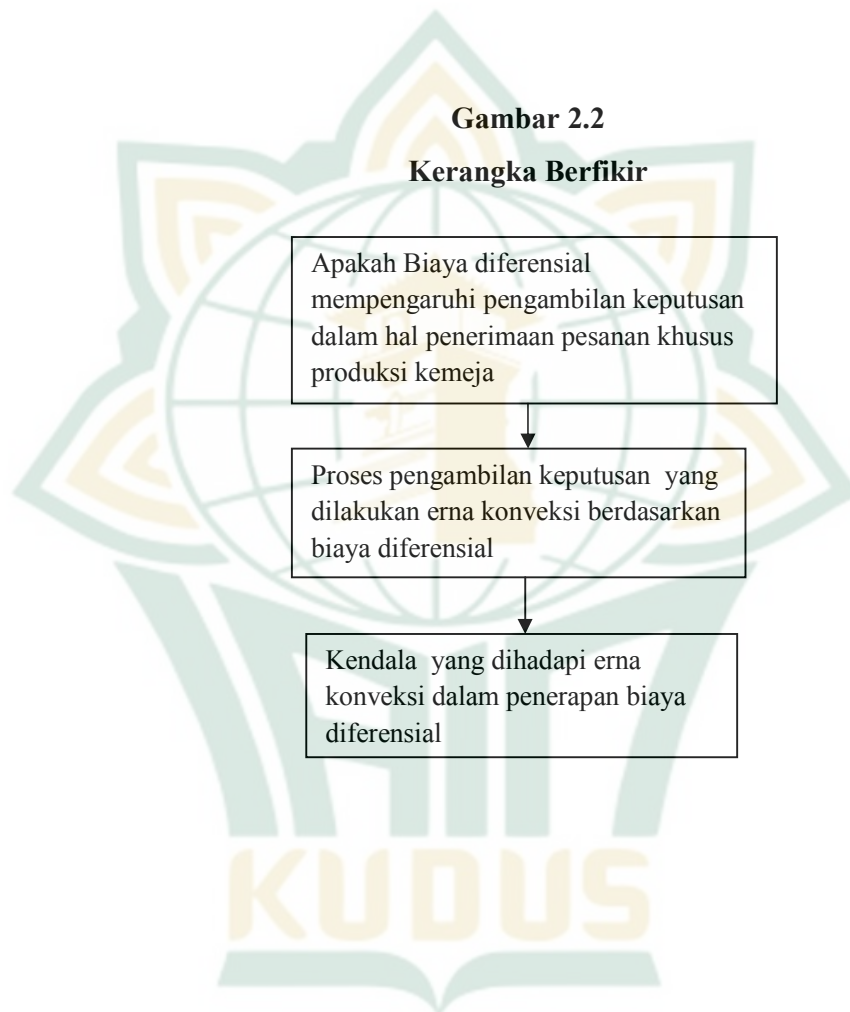 Gambar 2.2
Kerangka Berfikir
Apakah Biaya diferensial
mempengaruhi pengambilan keputusan
dalam hal penerimaan pesanan khusus
produksi kemeja
Proses pengambilan keputusan  yang
dilakukan erna konveksi berdasarkan
biaya diferensial
Kendala  yang dihadapi erna
konveksi dalam penerapan biaya
diferensial
IAIN
KUDUS